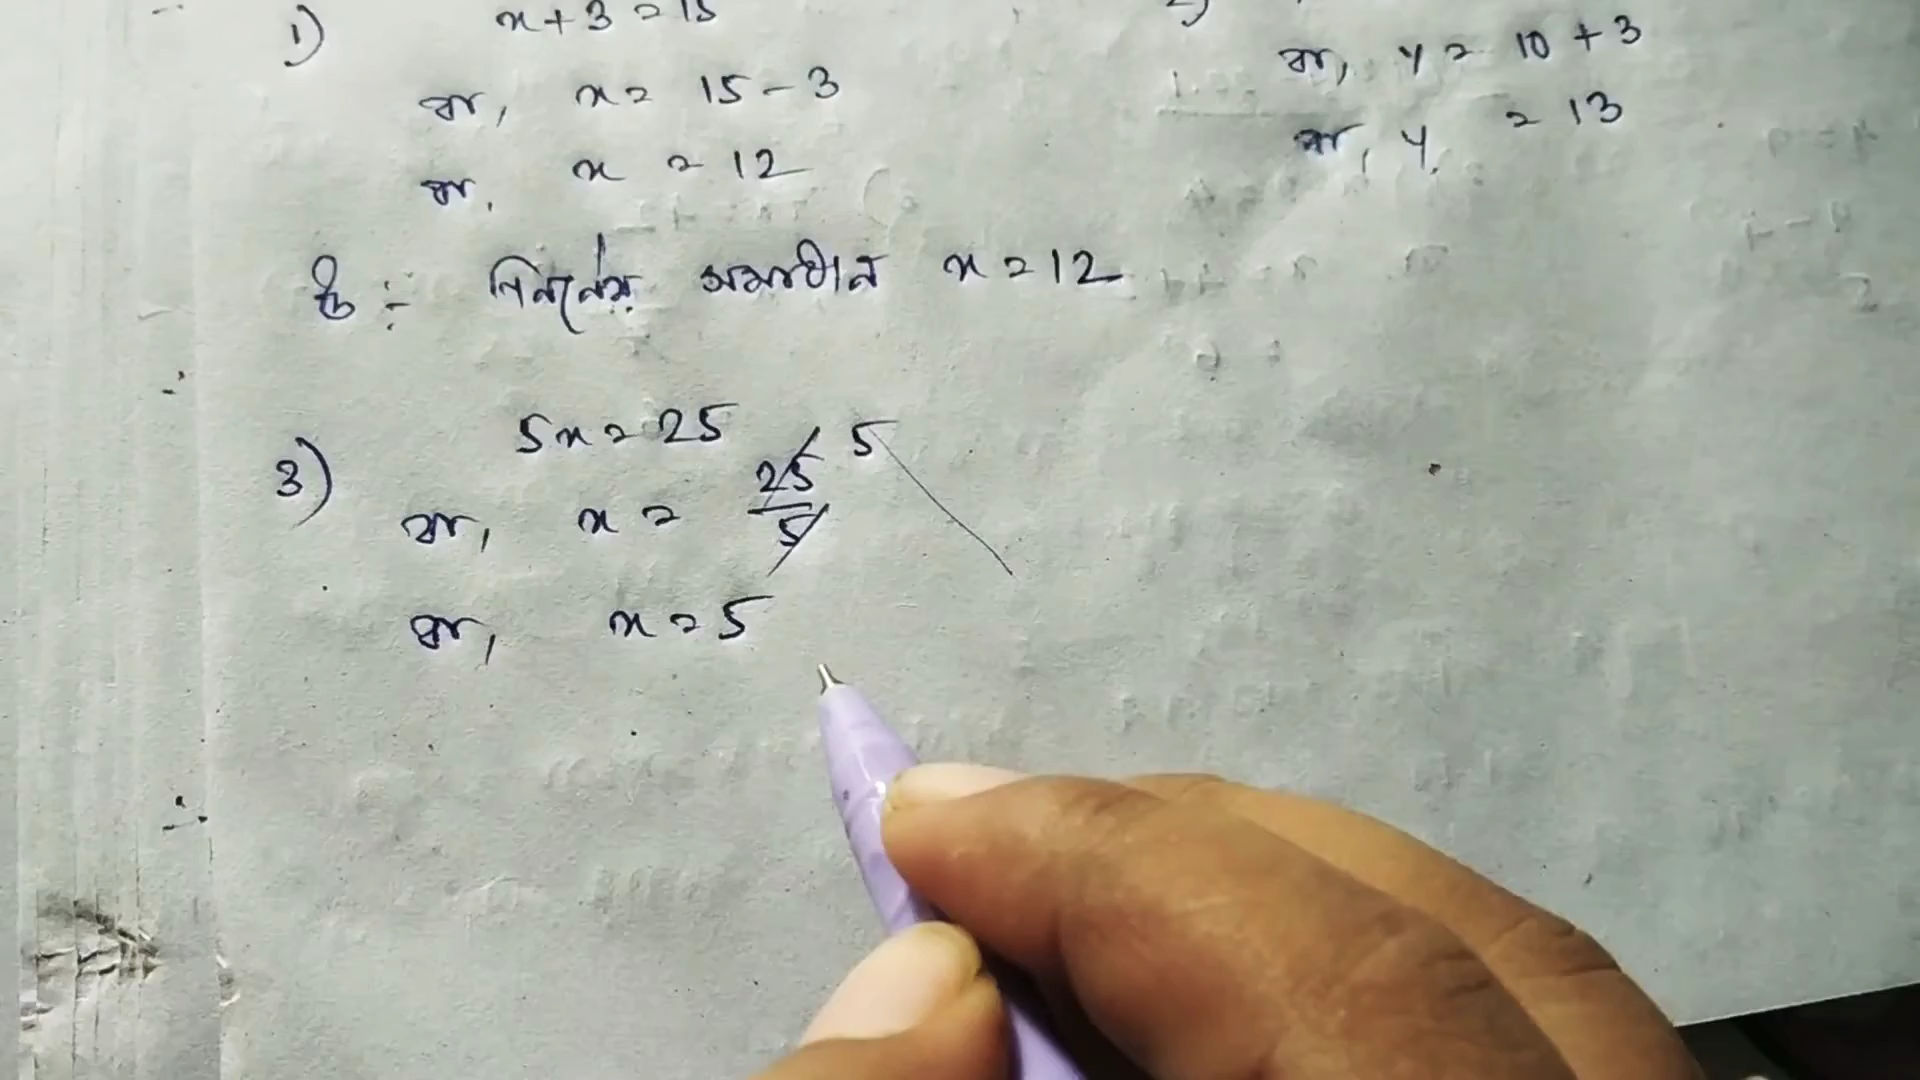 1) x + 3 = 15
বা, x = 15 - 3
বা, x = 12
উঃ- নির্নেয় সমাধান x = 12
বা, y = 10 + 3
বা, y = 13
3) 5x = 25
বা, x = 25/5 5
বা, x = 5